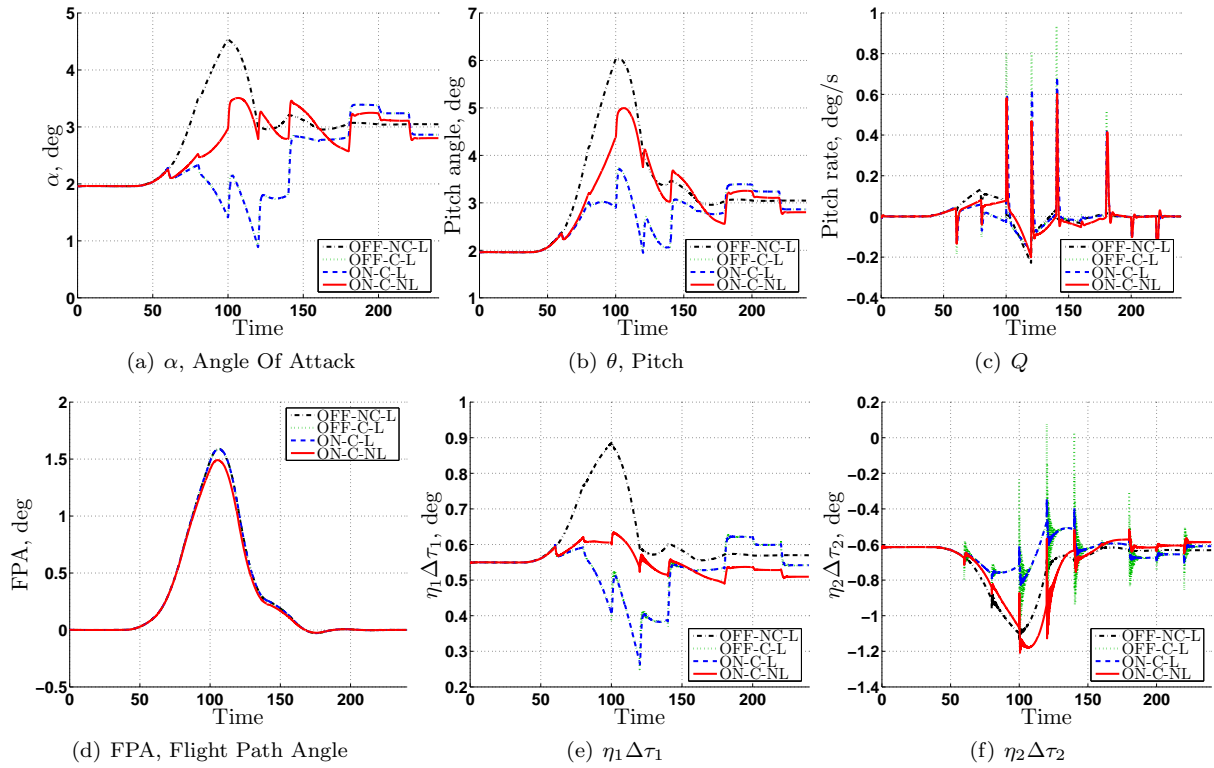 5
4
3
2
1
0
α, deg
0 50 100 150 200
Time
OFF-NC-L
OFF-C-L
ON-C-L
ON-C-NL
(a) α, Angle Of Attack
7
6
5
4
3
2
1
Pitch angle, deg
0 50 100 150 200
Time
OFF-NC-L
OFF-C-L
ON-C-L
ON-C-NL
(b) θ, Pitch
1
0.8
0.6
0.4
0.2
0
−0.2
−0.4
Pitch rate, deg/s
0 50 100 150 200
Time
OFF-NC-L
OFF-C-L
ON-C-L
ON-C-NL
(c) Q
2
1.5
1
0.5
0
−0.5
FPA, deg
0 50 100 150 200
Time
OFF-NC-L
OFF-C-L
ON-C-L
ON-C-NL
(d) FPA, Flight Path Angle
1
0.9
0.8
0.7
0.6
0.5
0.4
0.3
0.2
η₁Δτ₁, deg
0 50 100 150 200
Time
OFF-NC-L
OFF-C-L
ON-C-L
ON-C-NL
(e) η₁Δτ₁
0.2
0
−0.2
−0.4
−0.6
−0.8
−1
−1.2
−1.4
η₂Δτ₂, deg
0 50 100 150 200
Time
OFF-NC-L
OFF-C-L
ON-C-L
ON-C-NL
(f) η₂Δτ₂